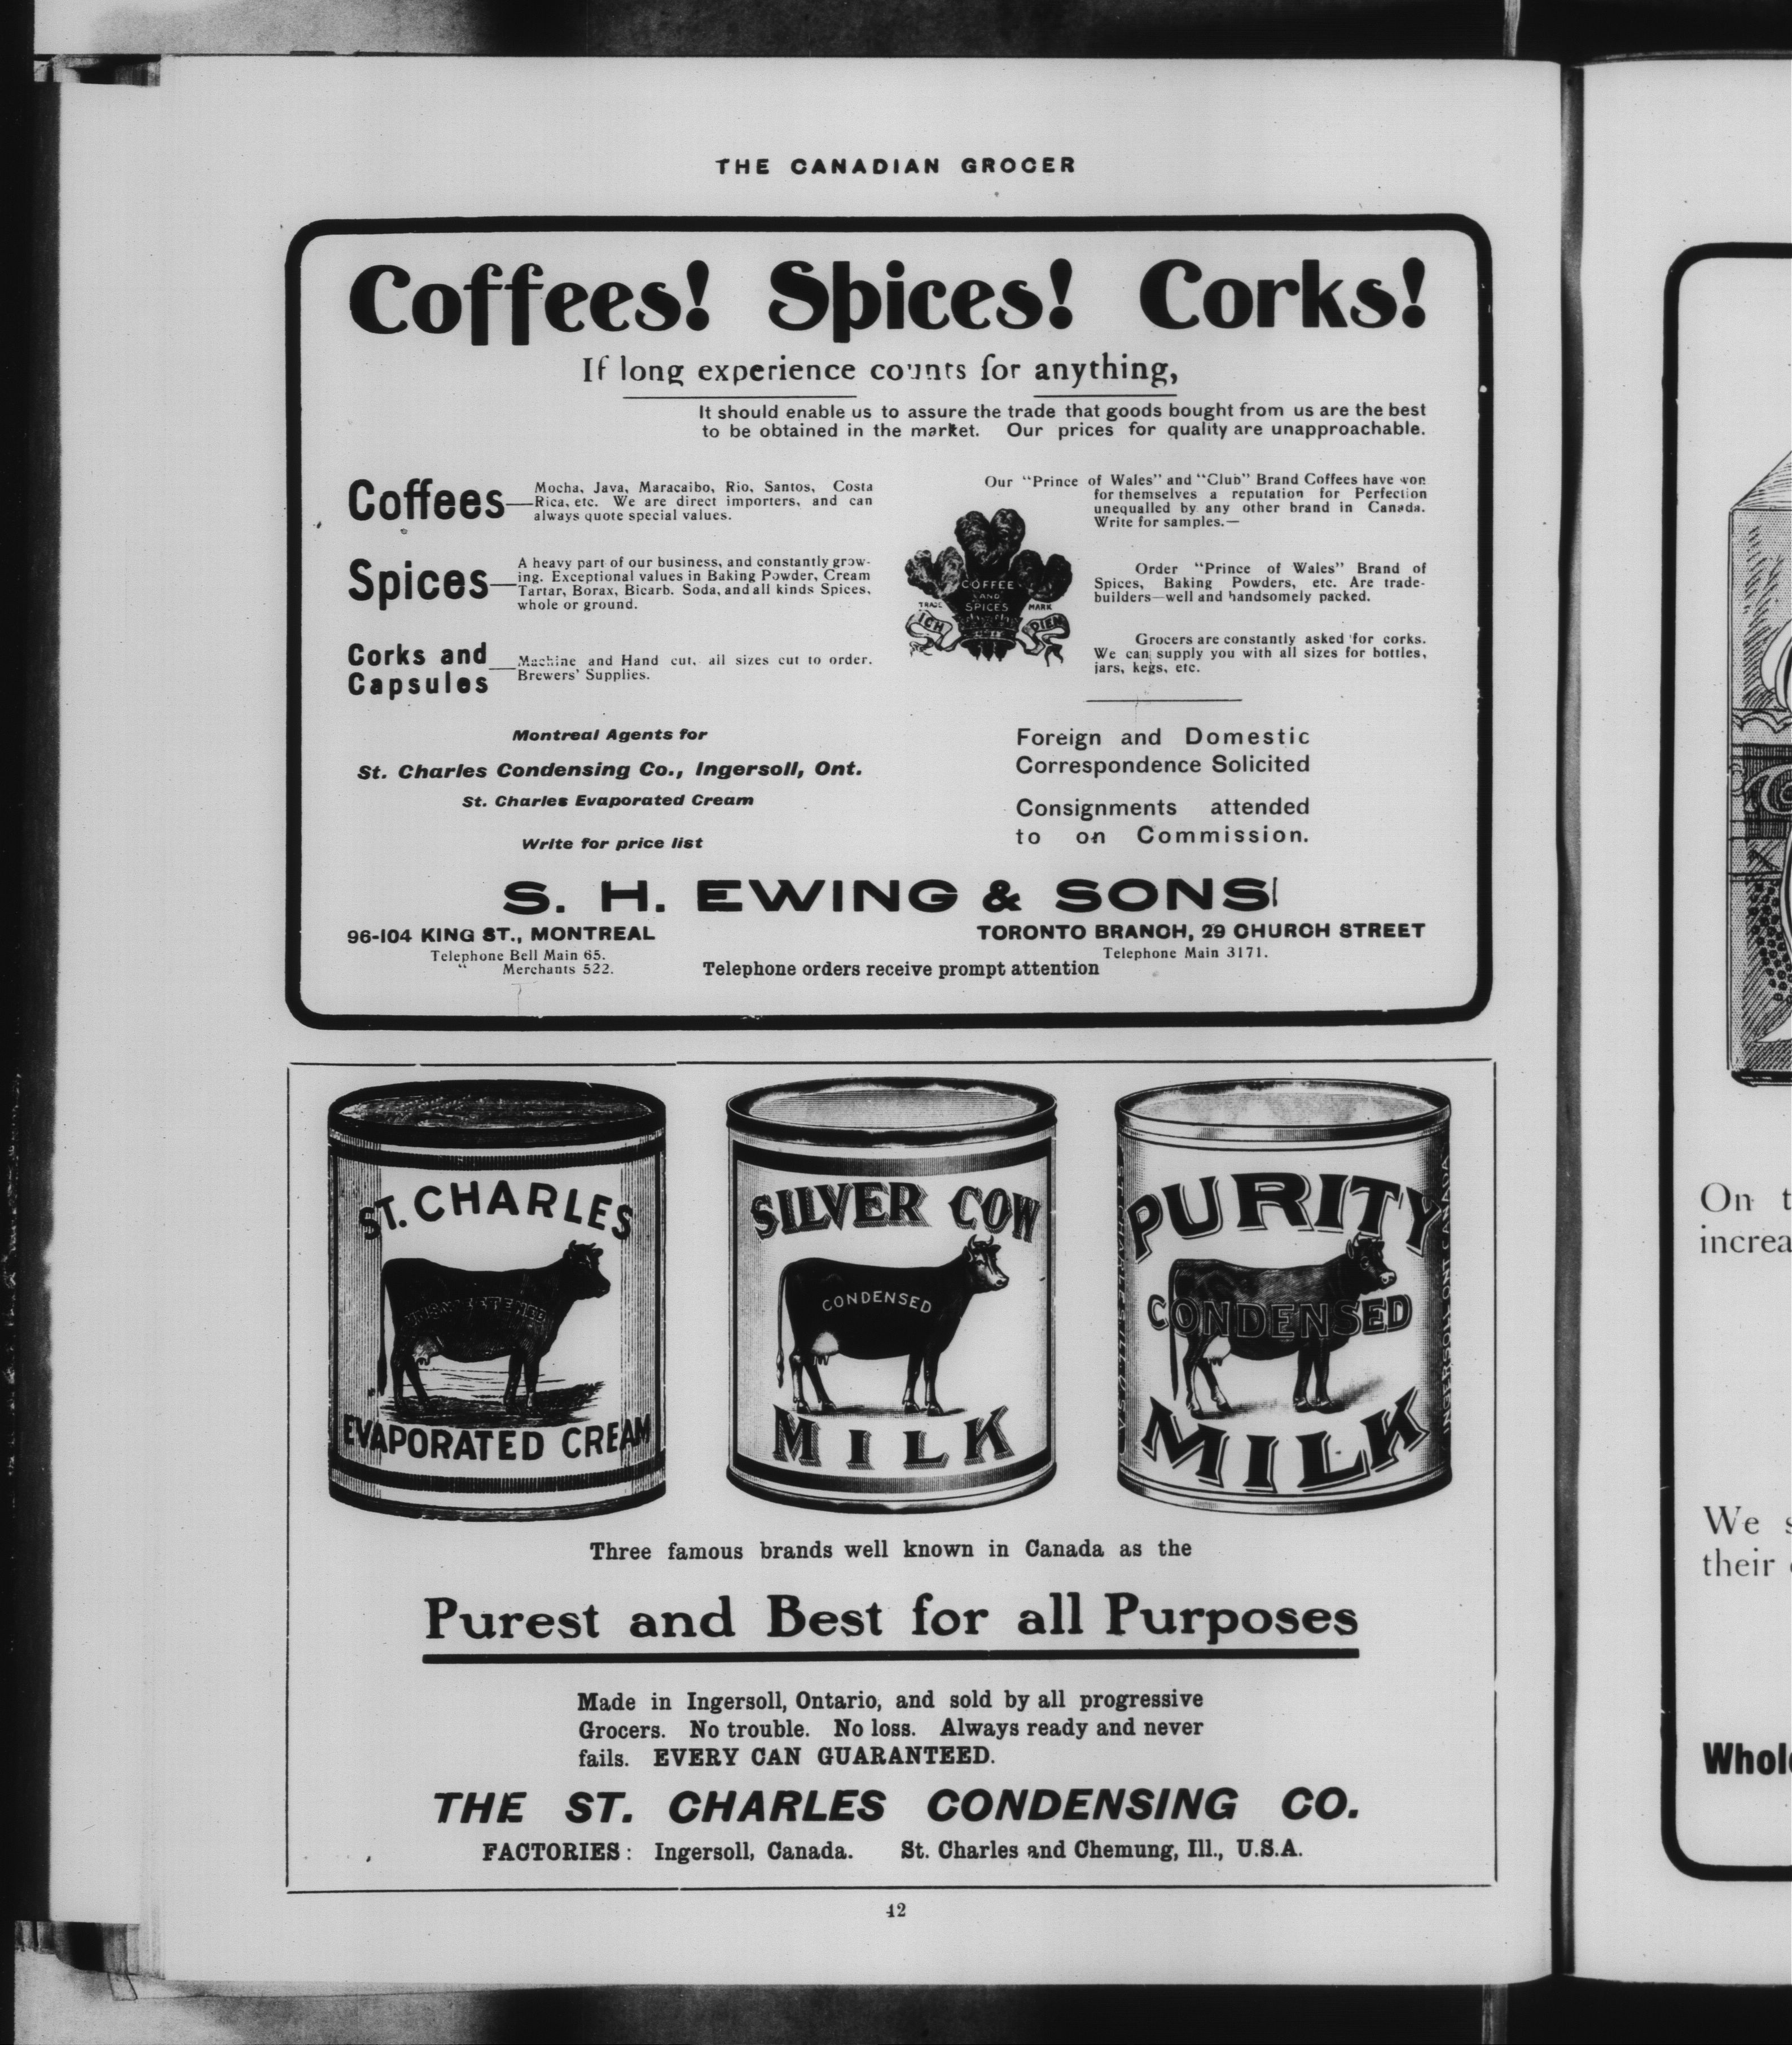 THE CANADIAN GROCER
Coffees! Spices! Corks!
If long experience counts for anything,
It should enable us to assure the trade that goods bought from us are the best
to be obtained in the market. Our prices for quality are unapproachable.
Coffees—Mocha, Java, Maracaibo, Rio, Santos, Costa
Rica, etc. We are direct importers, and can
always quote special values.
Spices—A heavy part of our business, and constantly grow-
ing. Exceptional values in Baking Powder, Cream
Tartar, Borax, Bicarb. Soda, and all kinds Spices,
whole or ground.
Corks and
Capsules—Machine and Hand cut, all sizes cut to order.
Brewers' Supplies.
COFFEE
AND
SPICES
TRADE MARK
ICH DIEN
Our "Prince of Wales" and "Club" Brand Coffees have won
for themselves a reputation for Perfection
unequalled by any other brand in Canada.
Write for samples.—
Order "Prince of Wales" Brand of
Spices, Baking Powders, etc. Are trade-
builders—well and handsomely packed.
Grocers are constantly asked for corks.
We can supply you with all sizes for bottles,
jars, kegs, etc.
Montreal Agents for
St. Charles Condensing Co., Ingersoll, Ont.
St. Charles Evaporated Cream
Write for price list
Foreign and Domestic
Correspondence Solicited
Consignments attended
to on Commission.
S. H. EWING & SONS
96-104 KING ST., MONTREAL
Telephone Bell Main 65.
" Merchants 522.
TORONTO BRANCH, 29 CHURCH STREET
Telephone Main 3171.
Telephone orders receive prompt attention
ST. CHARLES
UNSWEETENED
EVAPORATED CREAM
SILVER COW
CONDENSED
MILK
PURITY
CONDENSED
MILK
INGERSOLL, ONT. CANADA
Three famous brands well known in Canada as the
Purest and Best for all Purposes
Made in Ingersoll, Ontario, and sold by all progressive
Grocers. No trouble. No loss. Always ready and never
fails. EVERY CAN GUARANTEED.
THE ST. CHARLES CONDENSING CO.
FACTORIES: Ingersoll, Canada. St. Charles and Chemung, Ill., U.S.A.
42
On t
increa
We s
their
Whol